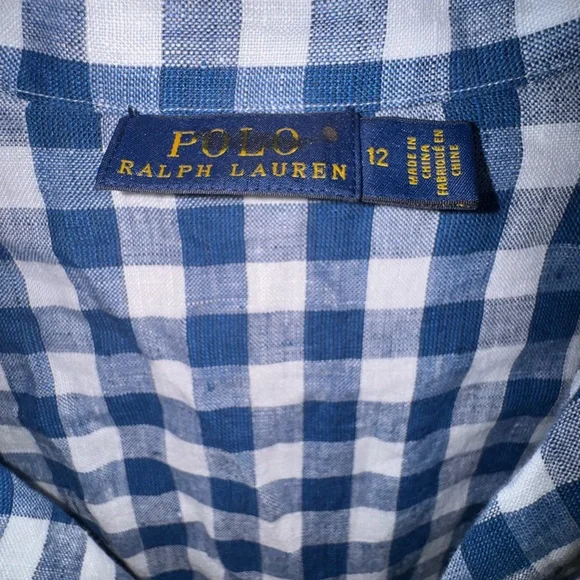 POLO
RALPH LAUREN
12
MADE IN
CHINA
FABRIQUÉ EN
CHINE